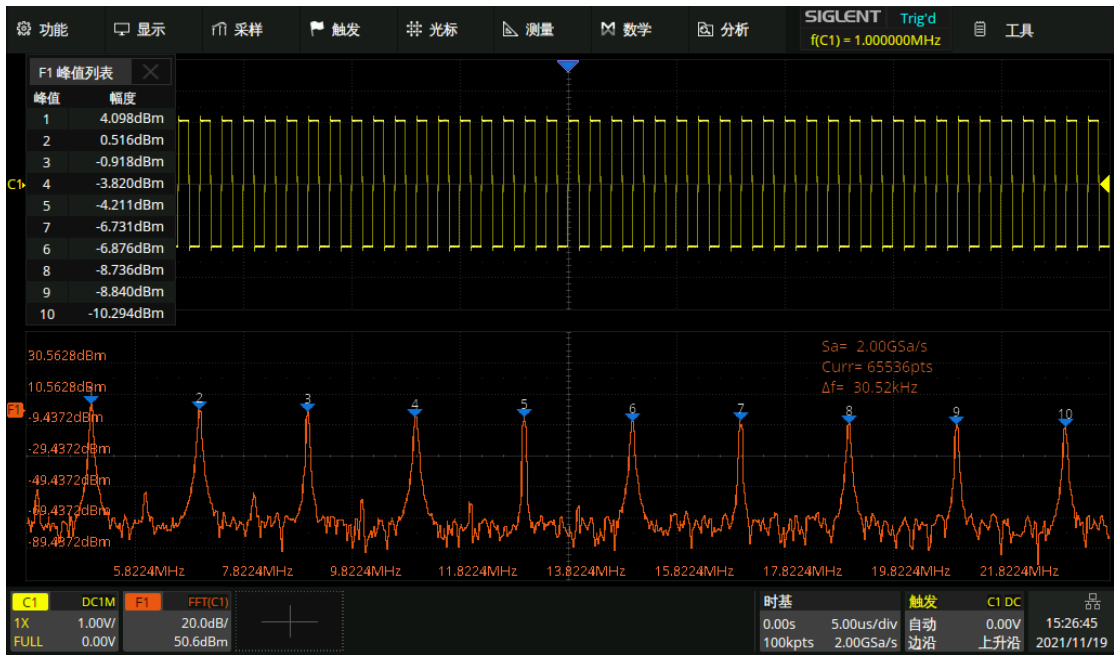 功能 显示 采样 触发 光标 测量 数学 分析 SIGLENT Trig'd 工具
f(C1) = 1.000000MHz
F1 峰值列表
峰值 幅度
1 4.098dBm
2 0.516dBm
3 -0.918dBm
4 -3.820dBm
5 -4.211dBm
7 -6.731dBm
6 -6.876dBm
8 -8.736dBm
9 -8.840dBm
10 -10.294dBm
C1
Sa= 2.00GSa/s
Curr= 65536pts
Δf= 30.52kHz
30.5628dBm
10.5628dBm
F1
-9.4372dBm
-29.4372dBm
-49.4372dBm
-69.4372dBm
-89.4372dBm
1 2 3 4 5 6 7 8 9 10
5.8224MHz 7.8224MHz 9.8224MHz 11.8224MHz 13.8224MHz 15.8224MHz 17.8224MHz 19.8224MHz 21.8224MHz
C1 DC1M
1X 1.00V/
FULL 0.00V
F1 FFT(C1)
20.0dB/
50.6dBm
时基
0.00s 5.00us/div
100kpts 2.00GSa/s
触发 C1 DC
自动 0.00V
边沿 上升沿
15:26:45
2021/11/19